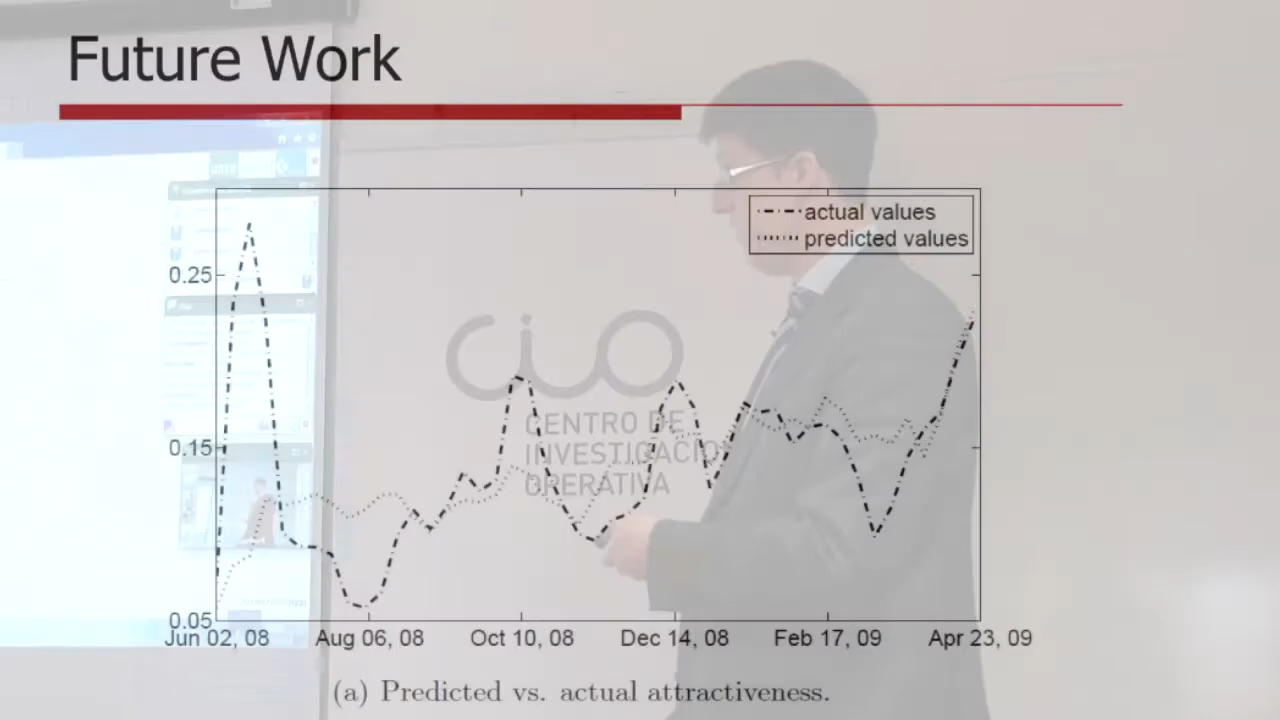 Future Work
actual values
predicted values
0.25
0.15
0.05
CENTRO DE
INVESTIGACIÓN
OPERATIVA
Jun 02, 08 Aug 06, 08 Oct 10, 08 Dec 14, 08 Feb 17, 09 Apr 23, 09
(a) Predicted vs. actual attractiveness.